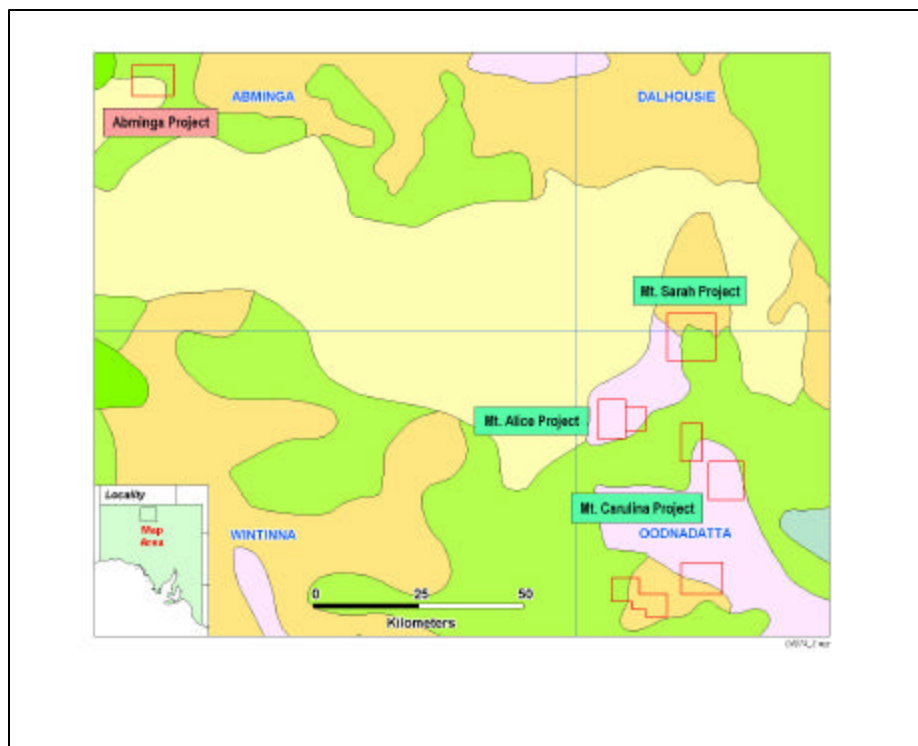 ABMINGA
DALHOUSIE
Abminga Project
Mt. Sarah Project
Mt. Alice Project
Mt. Carulina Project
Locality
Map
Area
WINTINNA
OODNADATTA
0 25 50
Kilometers